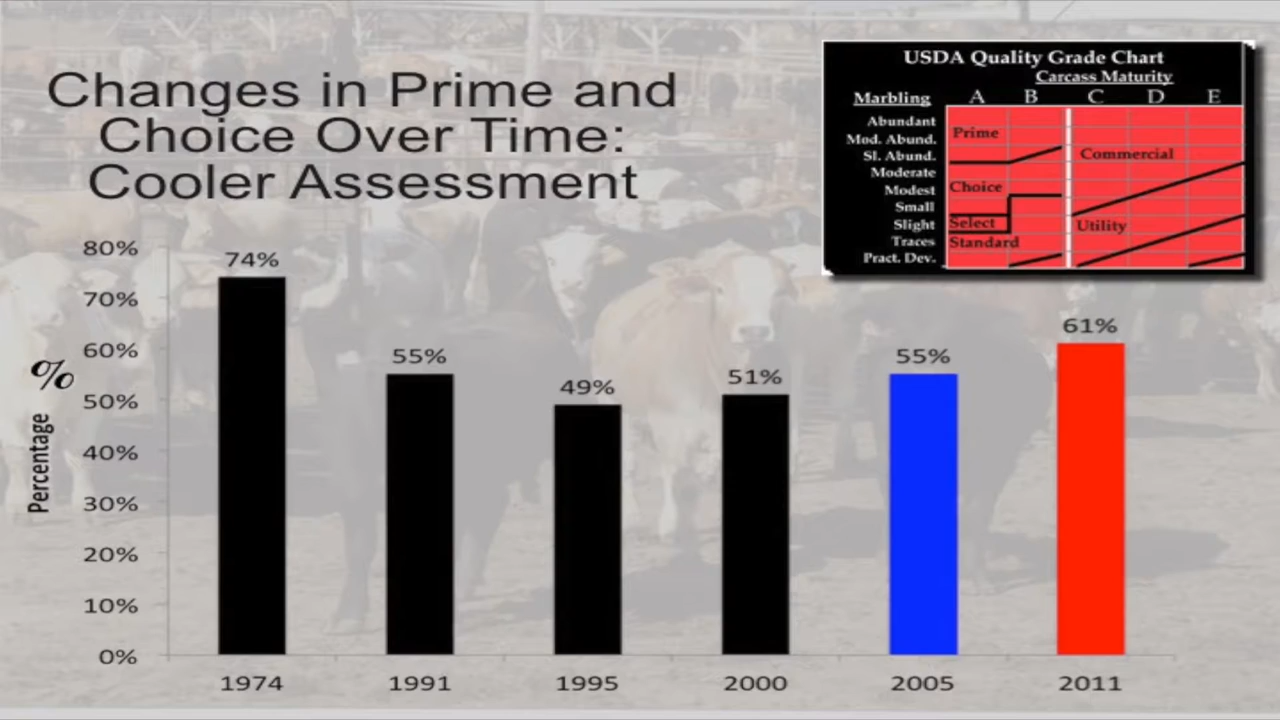 Changes in Prime and
Choice Over Time:
Cooler Assessment
USDA Quality Grade Chart
Carcass Maturity
Marbling A B C D E
Abundant
Mod. Abund.
Sl. Abund.
Moderate
Modest
Small
Slight
Traces
Pract. Dev.
Prime
Commercial
Choice
Select
Utility
Standard
Percentage %
80%
70%
60%
50%
40%
30%
20%
10%
0%
74%
55%
49%
51%
55%
61%
1974 1991 1995 2000 2005 2011